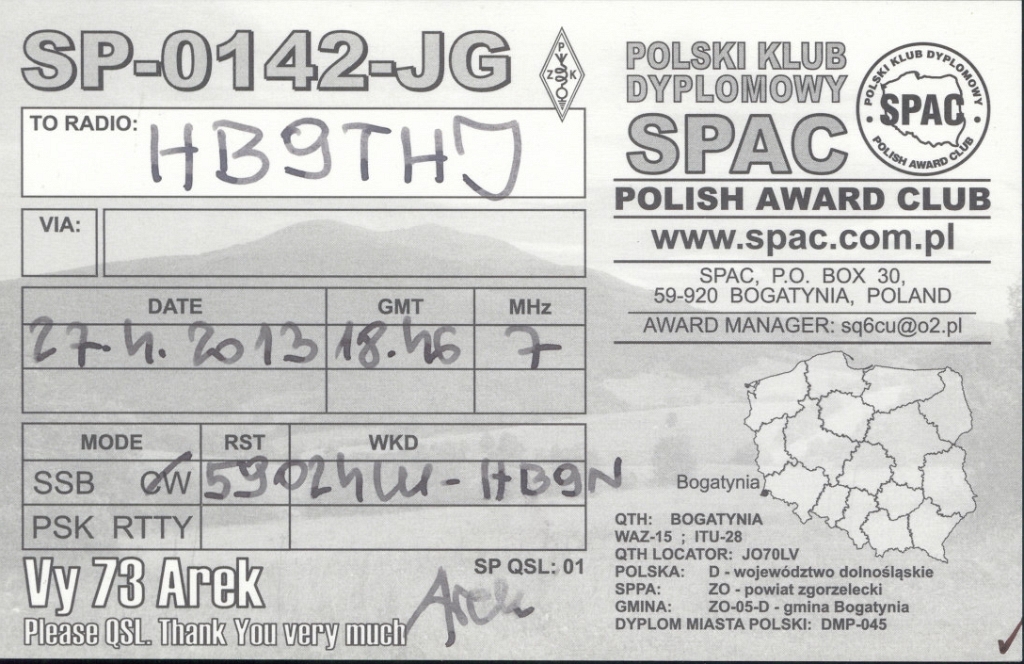 SP-0142-JG
P
Z K
TO RADIO: HB9THJ
VIA:
DATE GMT MHz
27.4.2013 18.46 7
MODE RST WKD
SSB CW 59
PSK RTTY
Vy 73 Arek
SP QSL: 01
Arek
Please QSL. Thank You very much
POLSKI KLUB
DYPLOMOWY
SPAC
POLSKI KLUB DYPLOMOWY
SPAC
POLISH AWARD CLUB
POLISH AWARD CLUB
www.spac.com.pl
SPAC, P.O. BOX 30,
59-920 BOGATYNIA, POLAND
AWARD MANAGER: sq6cu@o2.pl
Bogatynia
QTH: BOGATYNIA
WAZ-15 ; ITU-28
QTH LOCATOR: JO70LV
POLSKA: D - województwo dolnośląskie
SPPA: ZO - powiat zgorzelecki
GMINA: ZO-05-D - gmina Bogatynia
DYPLOM MIASTA POLSKI: DMP-045